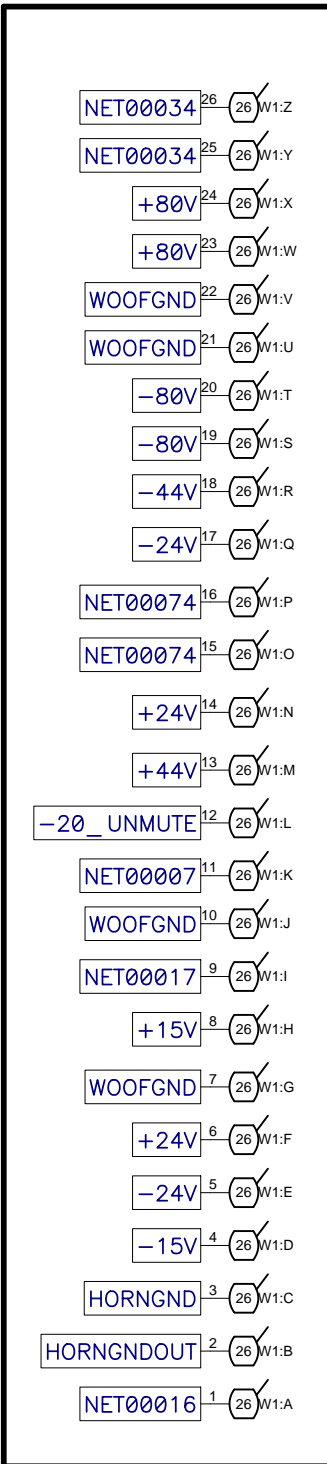 NET00034 26 26 W1:Z
NET00034 25 26 W1:Y
+80V 24 26 W1:X
+80V 23 26 W1:W
WOOFGND 22 26 W1:V
WOOFGND 21 26 W1:U
-80V 20 26 W1:T
-80V 19 26 W1:S
-44V 18 26 W1:R
-24V 17 26 W1:Q
NET00074 16 26 W1:P
NET00074 15 26 W1:O
+24V 14 26 W1:N
+44V 13 26 W1:M
-20_UNMUTE 12 26 W1:L
NET00007 11 26 W1:K
WOOFGND 10 26 W1:J
NET00017 9 26 W1:I
+15V 8 26 W1:H
WOOFGND 7 26 W1:G
+24V 6 26 W1:F
-24V 5 26 W1:E
-15V 4 26 W1:D
HORNGND 3 26 W1:C
HORNGNDOUT 2 26 W1:B
NET00016 1 26 W1:A